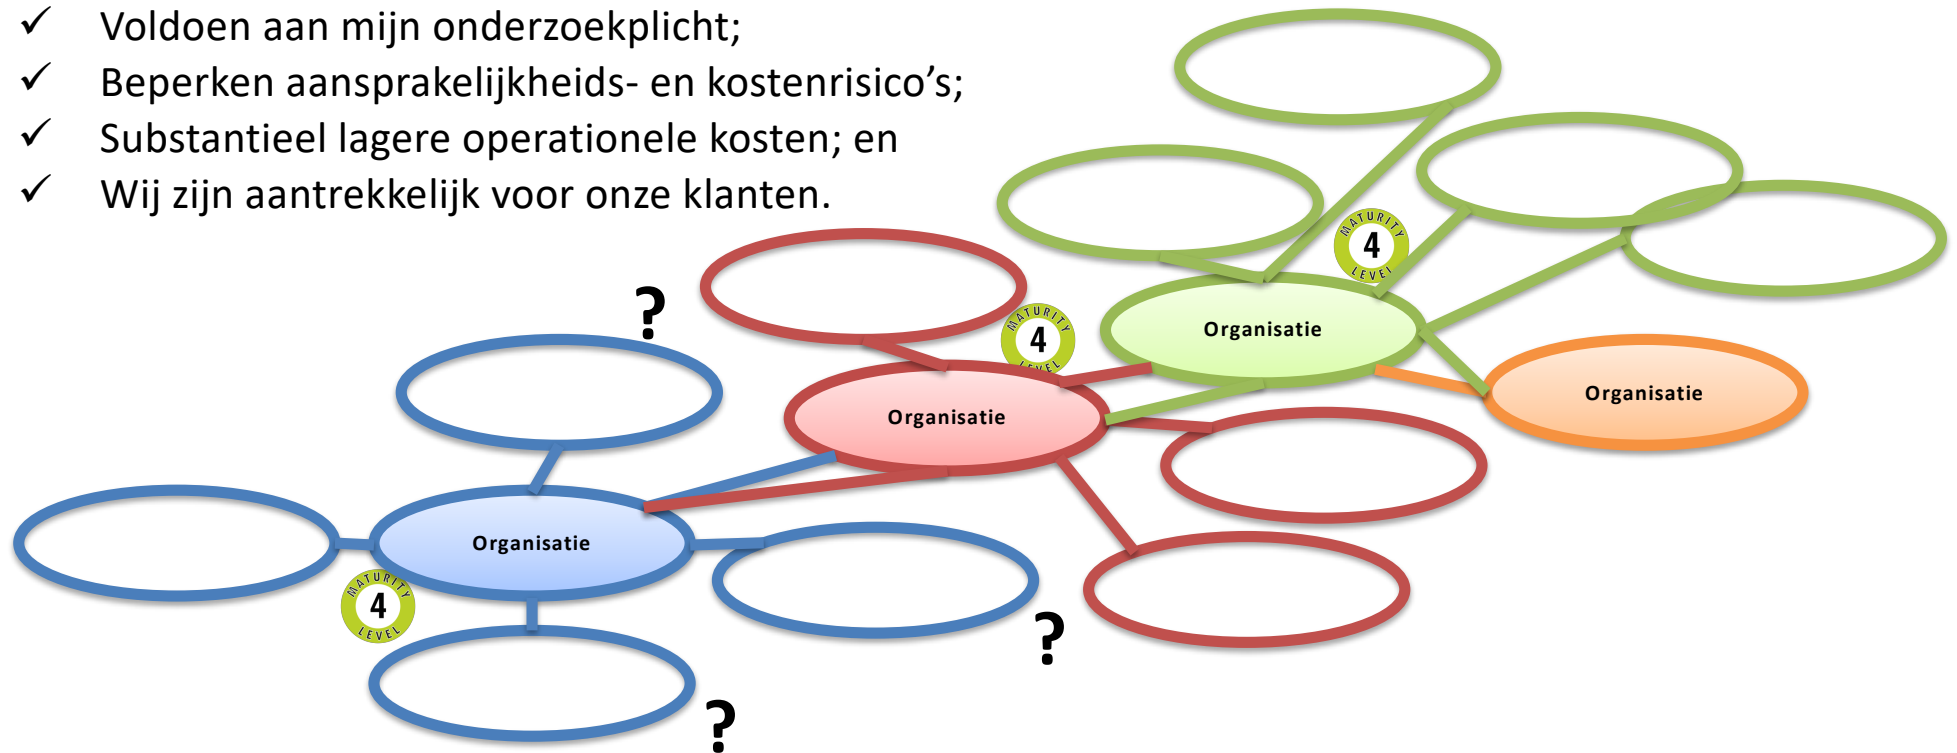 ✓ Voldoen aan mijn onderzoekplicht;
✓ Beperken aansprakelijkheids- en kostenrisico’s;
✓ Substantieel lagere operationele kosten; en
✓ Wij zijn aantrekkelijk voor onze klanten.
MATURITY
4
LEVEL
?
MATURITY
4
LEVEL
Organisatie
Organisatie
Organisatie
Organisatie
MATURITY
4
LEVEL
?
?